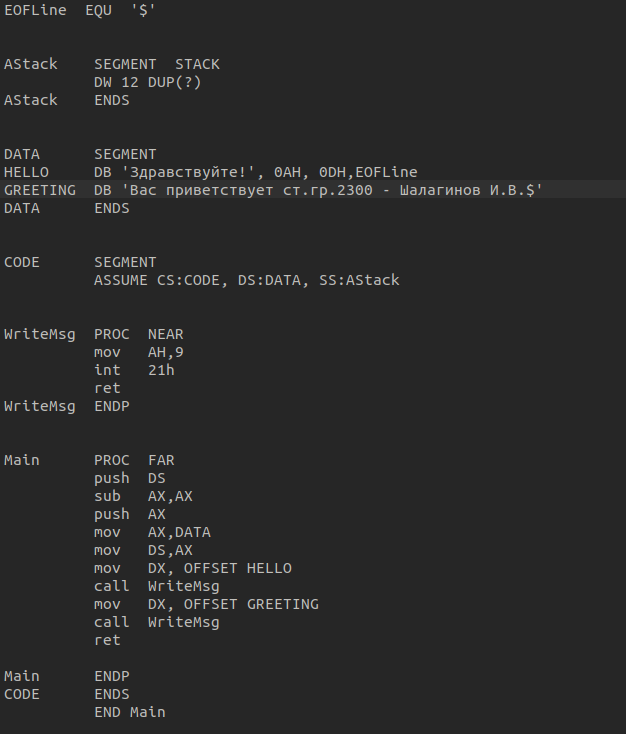 EOFLine  EQU  '$'
AStack    SEGMENT  STACK
          DW 12 DUP(?)
AStack    ENDS
DATA      SEGMENT
HELLO     DB 'Здравствуйте!', 0AH, 0DH,EOFLine
GREETING  DB 'Вас приветствует ст.гр.2300 - Шалагинов И.В.$'
DATA      ENDS
CODE      SEGMENT
          ASSUME CS:CODE, DS:DATA, SS:AStack
WriteMsg  PROC  NEAR
          mov   AH,9
          int   21h
          ret
WriteMsg  ENDP
Main      PROC  FAR
          push  DS
          sub   AX,AX
          push  AX
          mov   AX,DATA
          mov   DS,AX
          mov   DX, OFFSET HELLO
          call  WriteMsg
          mov   DX, OFFSET GREETING
          call  WriteMsg
          ret
Main      ENDP
CODE      ENDS
          END Main